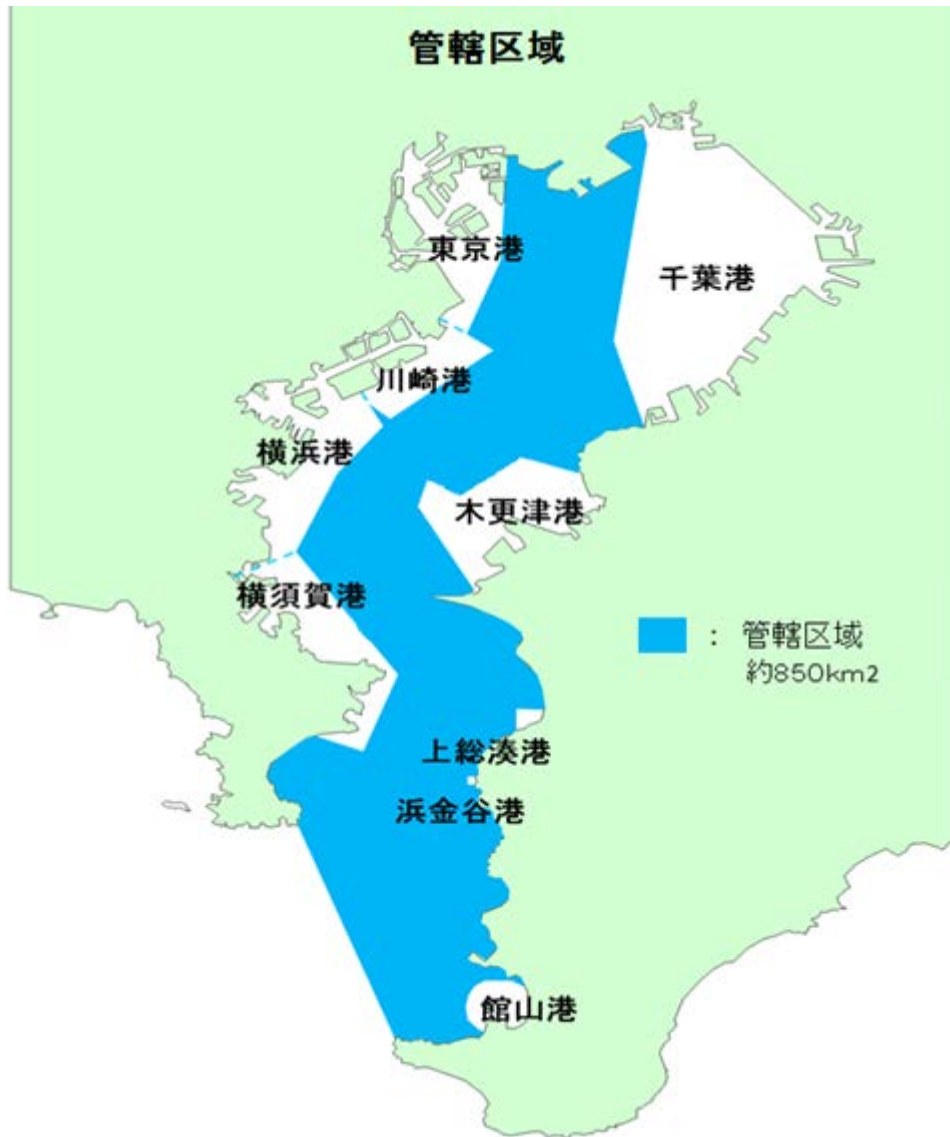 管轄区域
東京港
千葉港
川崎港
横浜港
木更津港
横須賀港
： 管轄区域
約850km2
上総湊港
浜金谷港
館山港